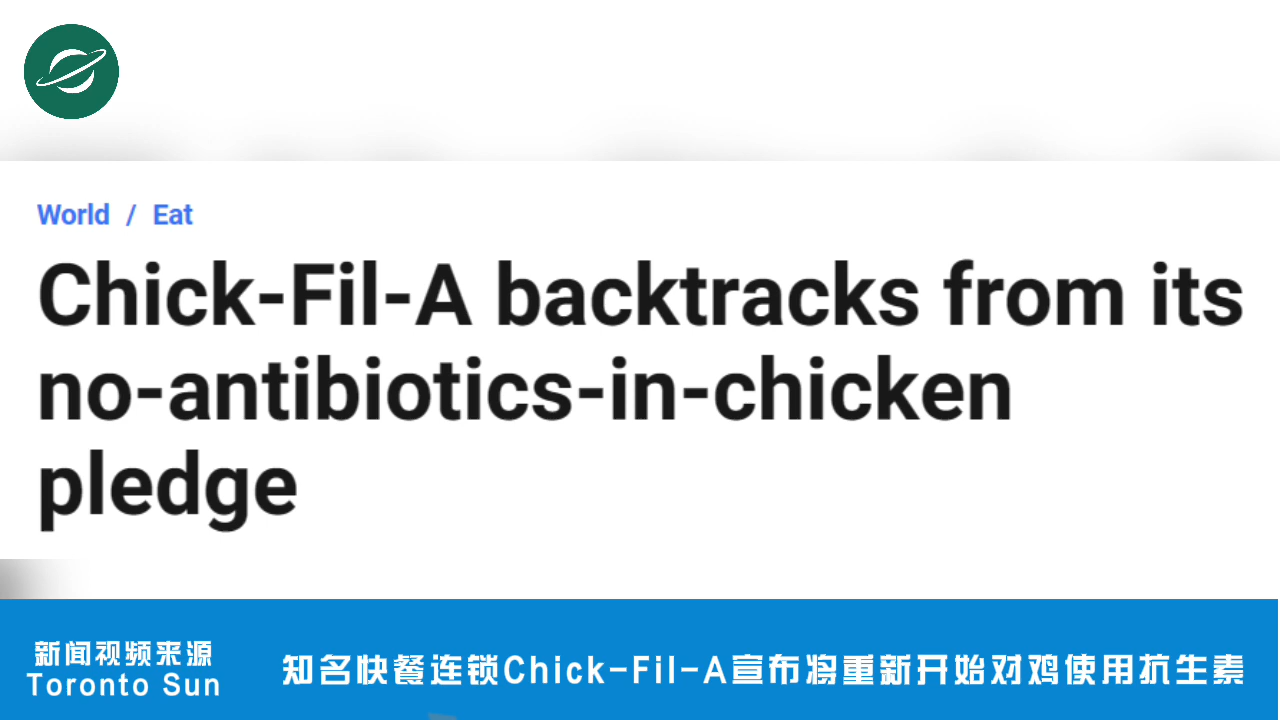 World / Eat
Chick-Fil-A backtracks from its
no-antibiotics-in-chicken
pledge
新闻视频来源
Toronto Sun
知名快餐连锁Chick-Fil-A宣布将重新开始对鸡使用抗生素